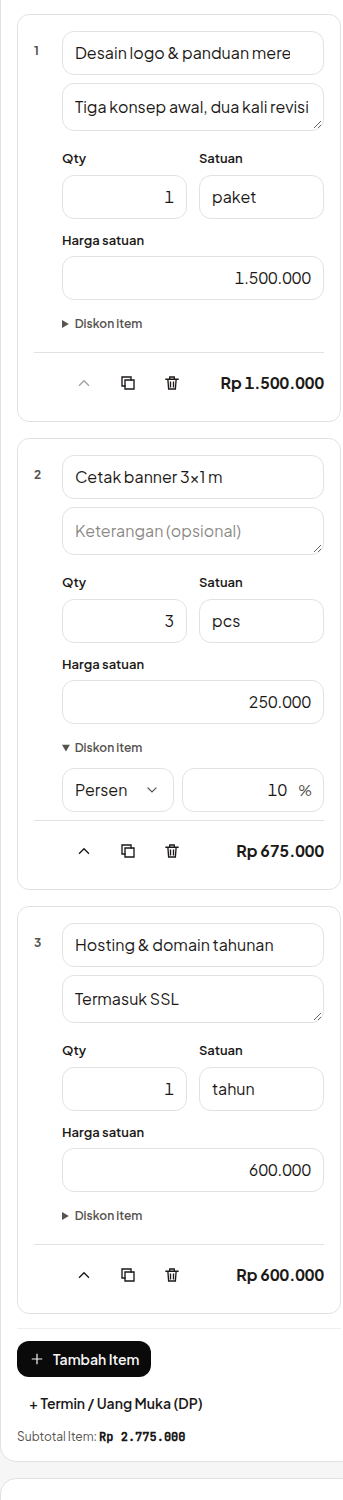 1
Desain logo & panduan mere
Tiga konsep awal, dua kali revisi
Qty Satuan
1 paket
Harga satuan
1.500.000
Diskon item
Rp 1.500.000
2
Cetak banner 3×1 m
Keterangan (opsional)
Qty Satuan
3 pcs
Harga satuan
250.000
Diskon item
Persen 10 %
Rp 675.000
3
Hosting & domain tahunan
Termasuk SSL
Qty Satuan
1 tahun
Harga satuan
600.000
Diskon item
Rp 600.000
+ Tambah Item
+ Termin / Uang Muka (DP)
Subtotal Item: Rp 2.775.000